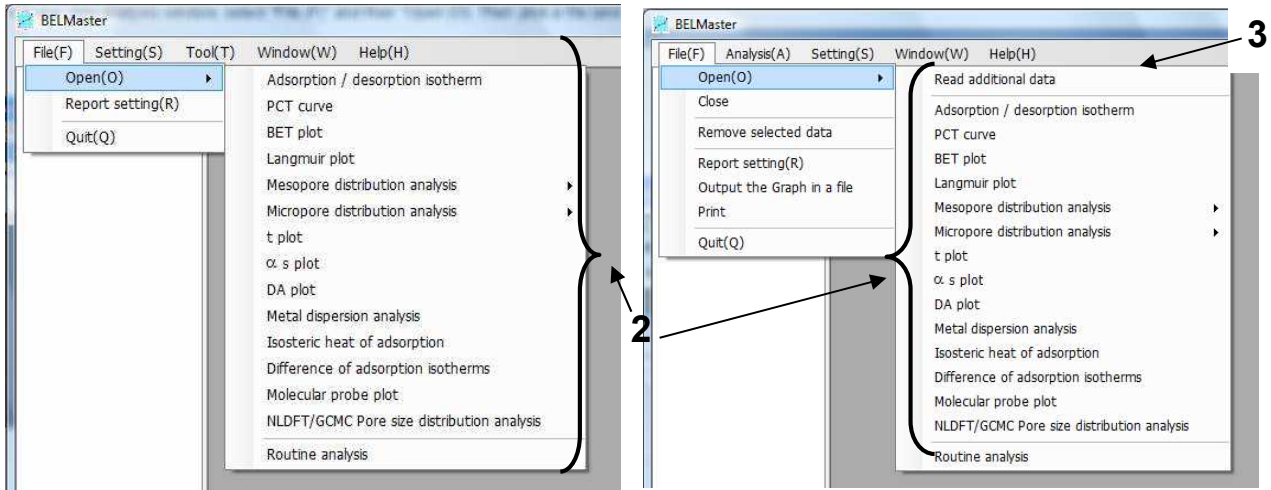 BELMaster
File(F) Setting(S) Tool(T) Window(W) Help(H)
Open(O)
Report setting(R)
Quit(Q)
Adsorption / desorption isotherm
PCT curve
BET plot
Langmuir plot
Mesopore distribution analysis
Micropore distribution analysis
t plot
α s plot
DA plot
Metal dispersion analysis
Isosteric heat of adsorption
Difference of adsorption isotherms
Molecular probe plot
NLDFT/GCMC Pore size distribution analysis
Routine analysis
2
BELMaster
File(F) Analysis(A) Setting(S) Window(W) Help(H)
3
Open(O)
Close
Remove selected data
Report setting(R)
Output the Graph in a file
Print
Quit(Q)
Read additional data
Adsorption / desorption isotherm
PCT curve
BET plot
Langmuir plot
Mesopore distribution analysis
Micropore distribution analysis
t plot
α s plot
DA plot
Metal dispersion analysis
Isosteric heat of adsorption
Difference of adsorption isotherms
Molecular probe plot
NLDFT/GCMC Pore size distribution analysis
Routine analysis